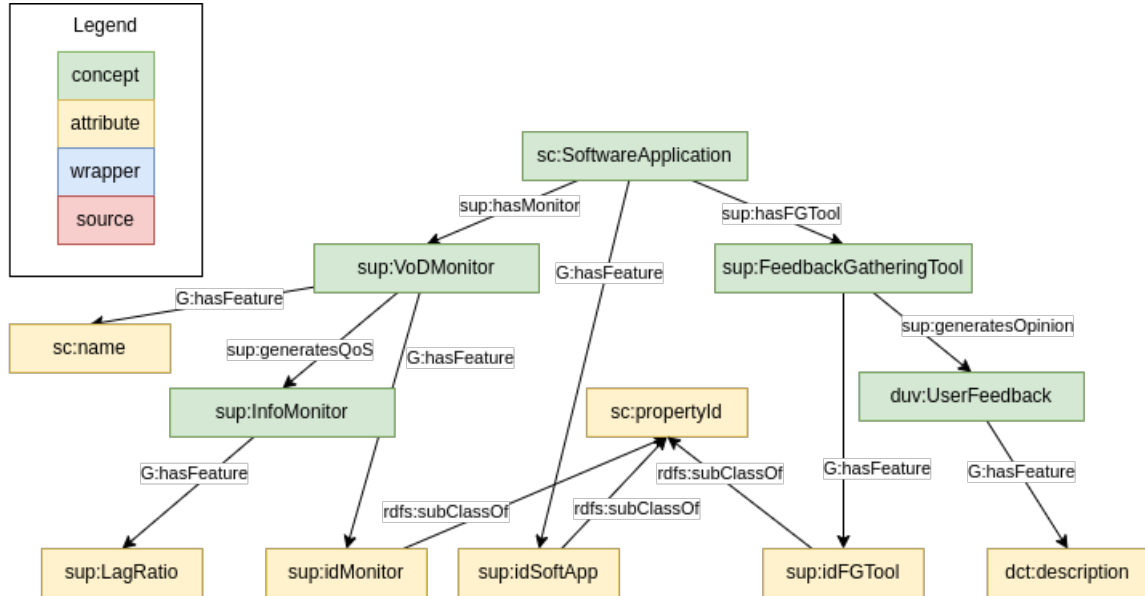 Legend
concept
attribute
wrapper
source
sc:SoftwareApplication
sup:hasMonitor
sup:hasFGTool
G:hasFeature
sup:VoDMonitor
sup:FeedbackGatheringTool
G:hasFeature
sc:name
sup:generatesQoS
G:hasFeature
sup:generatesOpinion
sup:InfoMonitor
sc:propertyId
duv:UserFeedback
G:hasFeature
rdfs:subClassOf
rdfs:subClassOf
rdfs:subClassOf
G:hasFeature
G:hasFeature
sup:LagRatio
sup:idMonitor
sup:idSoftApp
sup:idFGTool
dct:description